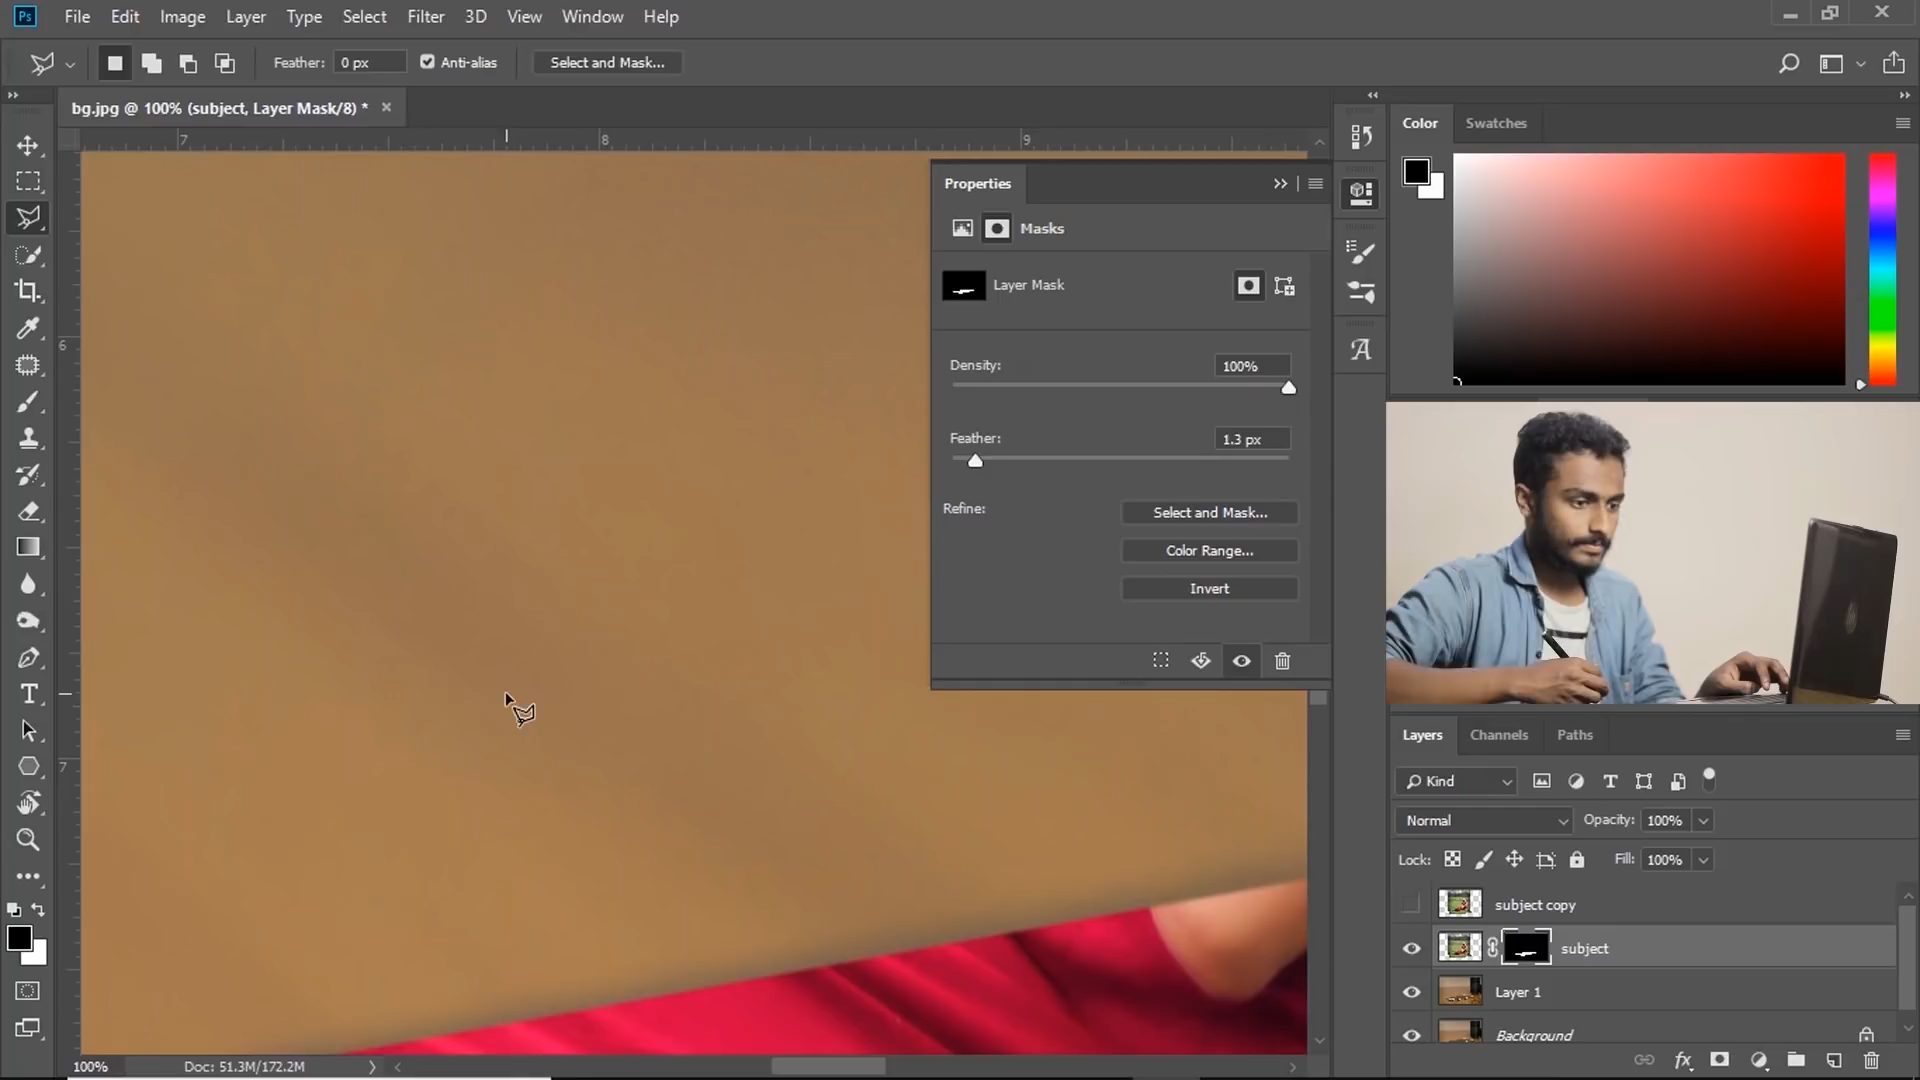 Ps File Edit Image Layer Type Select Filter 3D View Window Help
Feather: 0 px Anti-alias Select and Mask...
bg.jpg @ 100% (subject, Layer Mask/8) *
7 8 9
6
7
Properties
Masks
Layer Mask
Density: 100%
Feather: 1.3 px
Refine: Select and Mask...
Color Range...
Invert
Color Swatches
Layers Channels Paths
Kind
Normal Opacity: 100%
Lock: Fill: 100%
subject copy
subject
Layer 1
Background
fx
100% Doc: 51.3M/172.2M